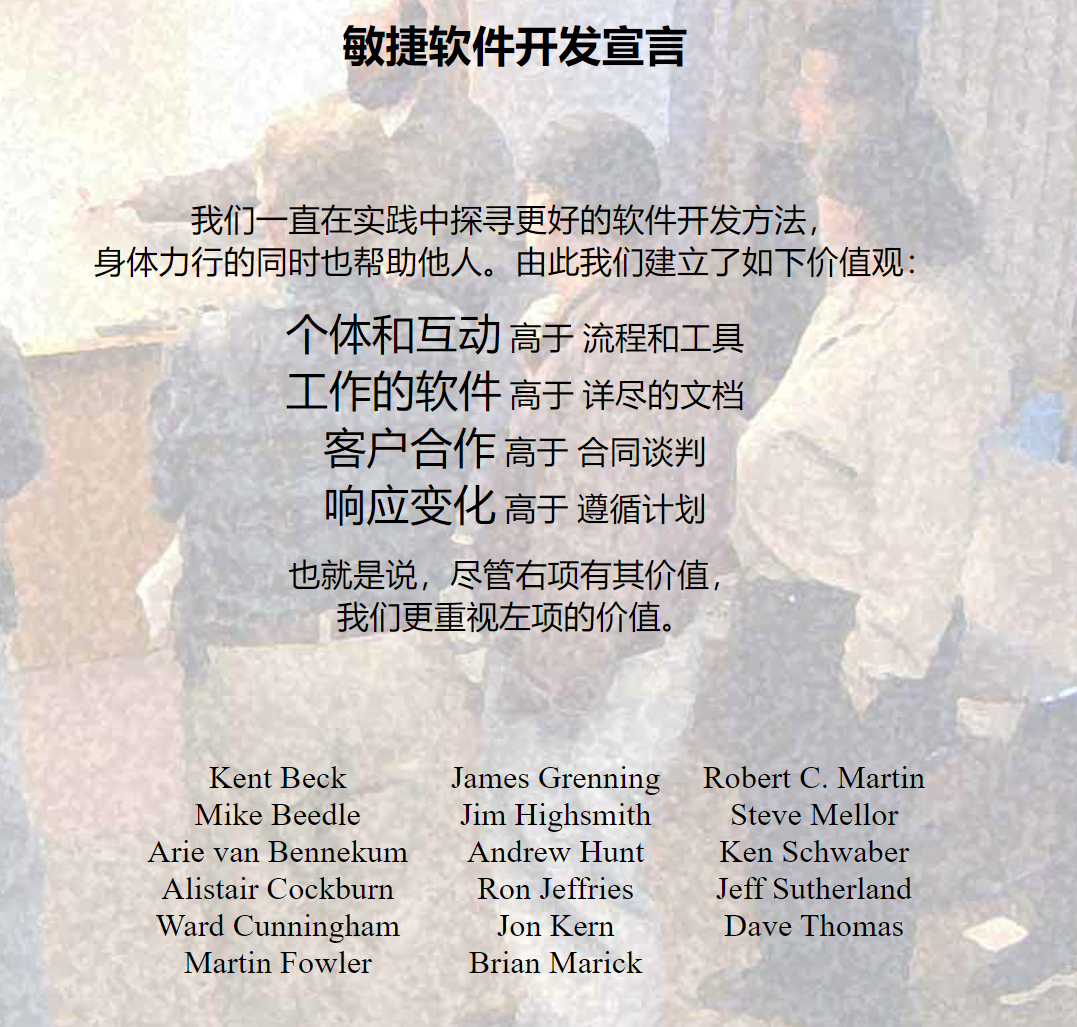 敏捷软件开发宣言
我们一直在实践中探寻更好的软件开发方法，
身体力行的同时也帮助他人。由此我们建立了如下价值观：
个体和互动 高于 流程和工具
工作的软件 高于 详尽的文档
客户合作 高于 合同谈判
响应变化 高于 遵循计划
也就是说，尽管右项有其价值，
我们更重视左项的价值。
Kent Beck
Mike Beedle
Arie van Bennekum
Alistair Cockburn
Ward Cunningham
Martin Fowler
James Grenning
Jim Highsmith
Andrew Hunt
Ron Jeffries
Jon Kern
Brian Marick
Robert C. Martin
Steve Mellor
Ken Schwaber
Jeff Sutherland
Dave Thomas